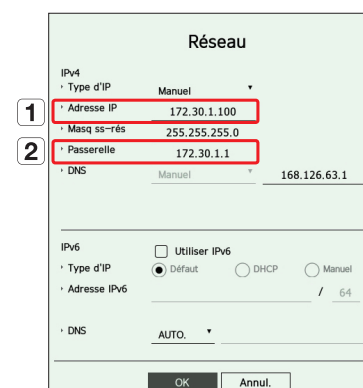 Réseau
IPv4
Type d'IP Manuel
1 Adresse IP 172.30.1.100
Masq ss-rés 255.255.255.0
2 Passerelle 172.30.1.1
DNS Manuel 168.126.63.1
IPv6 Utiliser IPv6
Type d'IP Défaut DHCP Manuel
Adresse IPv6 / 64
DNS AUTO.
OK Annul.